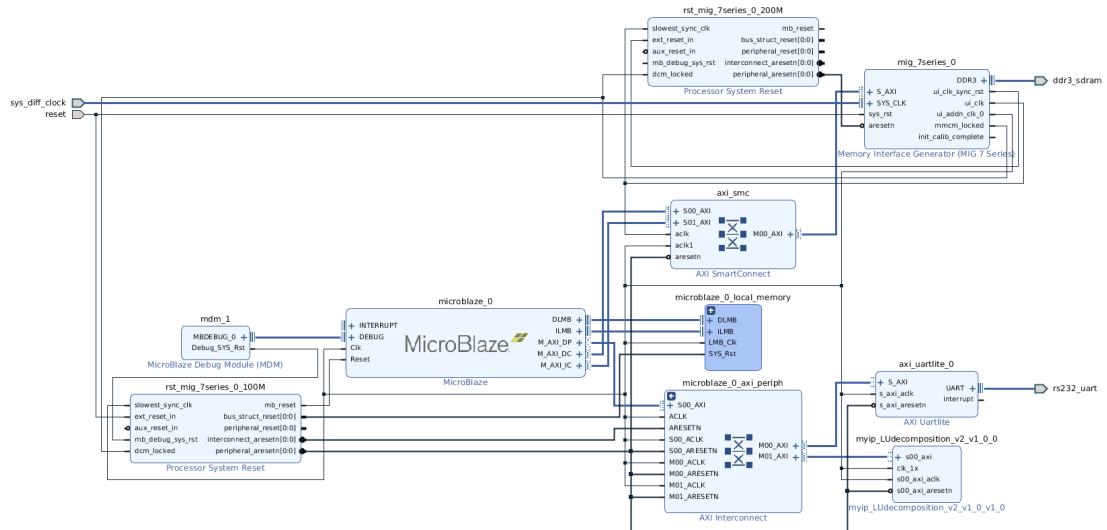 rst_mig_7series_0_200M
slowest_sync_clk
ext_reset_in
aux_reset_in
mb_debug_sys_rst
dcm_locked
mb_reset
bus_struct_reset[0:0]
peripheral_reset[0:0]
interconnect_aresetn[0:0]
peripheral_aresetn[0:0]
Processor System Reset
mig_7series_0
S_AXI
SYS_CLK
sys_rst
aresetn
DDR3
ui_clk_sync_rst
ui_clk
ui_addn_clk_0
mmcm_locked
init_calib_complete
Memory Interface Generator (MIG 7 Series)
ddr3_sdram
sys_diff_clock
reset
axi_smc
S00_AXI
S01_AXI
aclk
aclk1
aresetn
M00_AXI
AXI SmartConnect
mdm_1
MBDEBUG_0
Debug_SYS_Rst
MicroBlaze Debug Module (MDM)
microblaze_0
INTERRUPT
DEBUG
Clk
Reset
MicroBlaze
DLMB
ILMB
M_AXI_DP
M_AXI_DC
M_AXI_IC
MicroBlaze
microblaze_0_local_memory
DLMB
ILMB
LMB_Clk
SYS_Rst
rst_mig_7series_0_100M
slowest_sync_clk
ext_reset_in
aux_reset_in
mb_debug_sys_rst
dcm_locked
mb_reset
bus_struct_reset[0:0]
peripheral_reset[0:0]
interconnect_aresetn[0:0]
peripheral_aresetn[0:0]
Processor System Reset
microblaze_0_axi_periph
S00_AXI
ACLK
ARESETN
S00_ACLK
S00_ARESETN
M00_ACLK
M00_ARESETN
M01_ACLK
M01_ARESETN
M00_AXI
M01_AXI
AXI Interconnect
axi_uartlite_0
S_AXI
s_axi_aclk
s_axi_aresetn
UART
interrupt
AXI Uartlite
rs232_uart
myip_LUdecomposition_v2_v1_0_0
s00_axi
clk_1x
s00_axi_aclk
s00_axi_aresetn
myip_LUdecomposition_v2_v1_0_v1_0